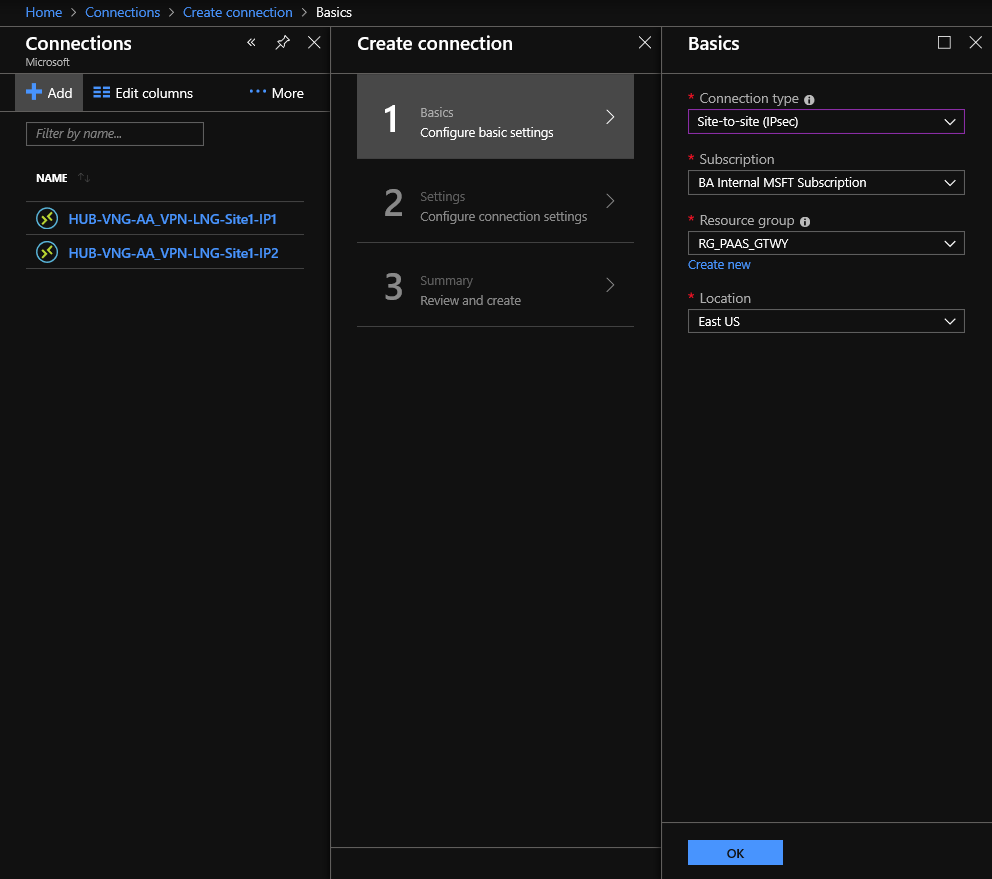 Home > Connections > Create connection > Basics
Connections
Microsoft
Add
Edit columns
More
Filter by name...
NAME
HUB-VNG-AA_VPN-LNG-Site1-IP1
HUB-VNG-AA_VPN-LNG-Site1-IP2
Create connection
1
Basics
Configure basic settings
2
Settings
Configure connection settings
3
Summary
Review and create
Basics
* Connection type
Site-to-site (IPsec)
* Subscription
BA Internal MSFT Subscription
* Resource group
RG_PAAS_GTWY
Create new
* Location
East US
OK